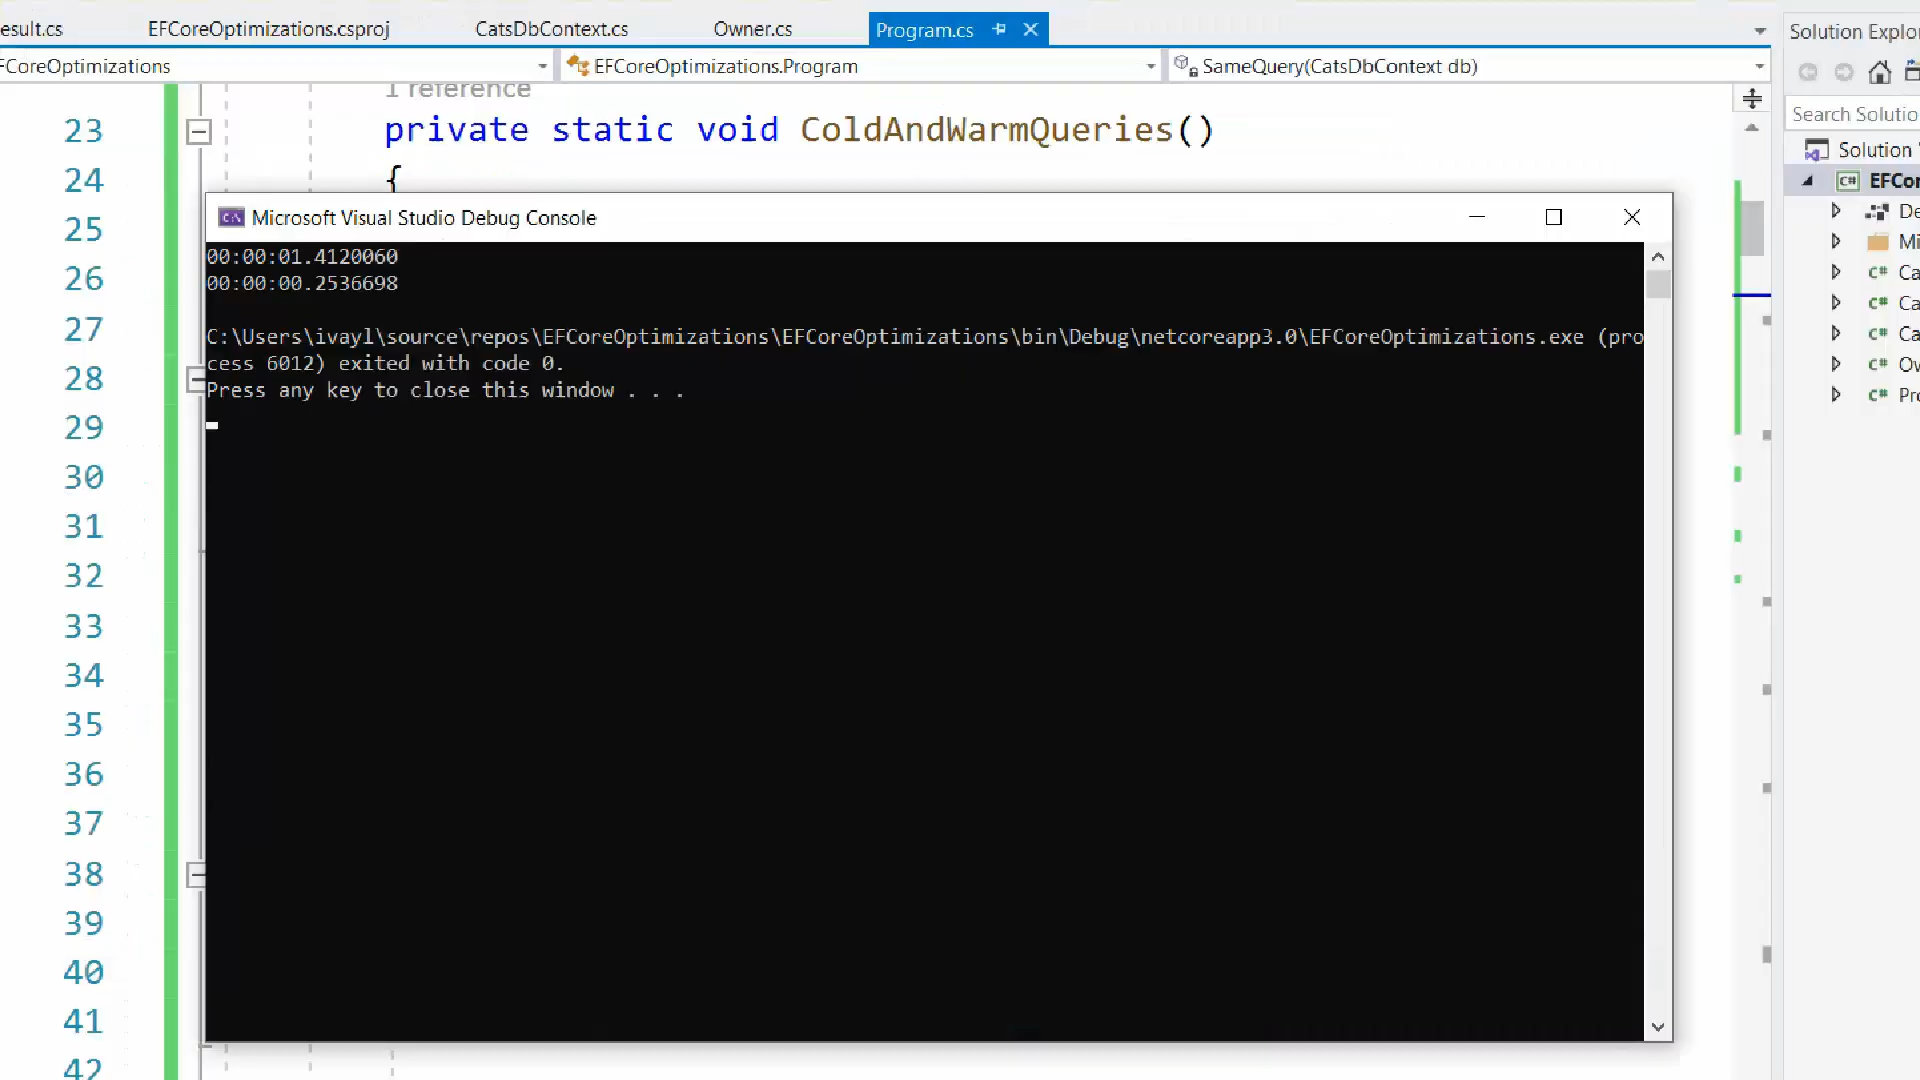 esult.cs EFCoreOptimizations.csproj CatsDbContext.cs Owner.cs Program.cs
FCoreOptimizations EFCoreOptimizations.Program SameQuery(CatsDbContext db)
1 reference
23 private static void ColdAndWarmQueries()
24 {
25
26
27
28
29
30
31
32
33
34
35
36
37
38
39
40
41
42
Microsoft Visual Studio Debug Console
00:00:01.4120060
00:00:00.2536698
C:\Users\ivayl\source\repos\EFCoreOptimizations\EFCoreOptimizations\bin\Debug\netcoreapp3.0\EFCoreOptimizations.exe (pro
cess 6012) exited with code 0.
Press any key to close this window . . .
Solution Explo
Search Solutio
Solution '
C# EFCor
De
Mi
C# Ca
C# Ca
C# Ca
C# Ov
C# Pro